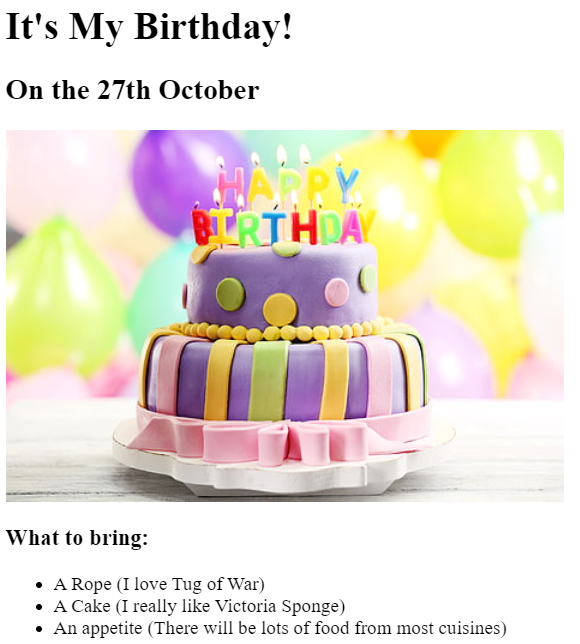 It's My Birthday!
On the 27th October
HAPPY
BIRTHDAY
What to bring:
A Rope (I love Tug of War)
A Cake (I really like Victoria Sponge)
An appetite (There will be lots of food from most cuisines)